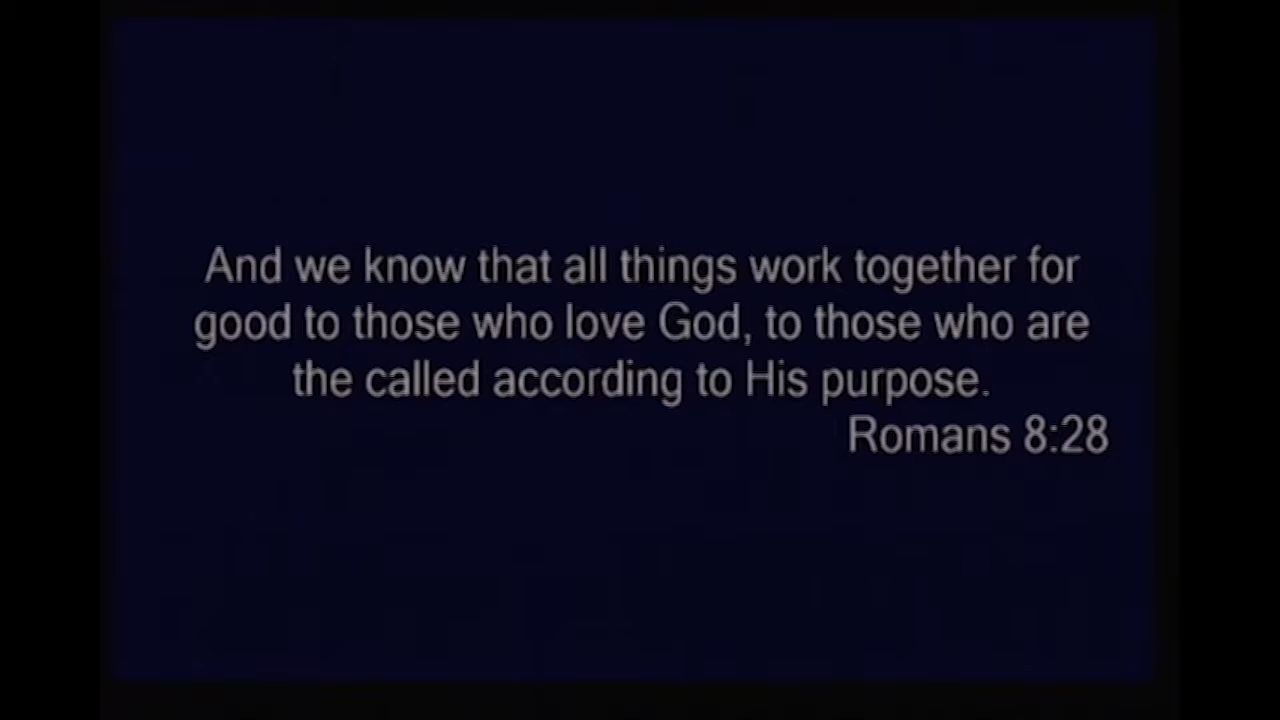 And we know that all things work together for
good to those who love God, to those who are
the called according to His purpose.
Romans 8:28